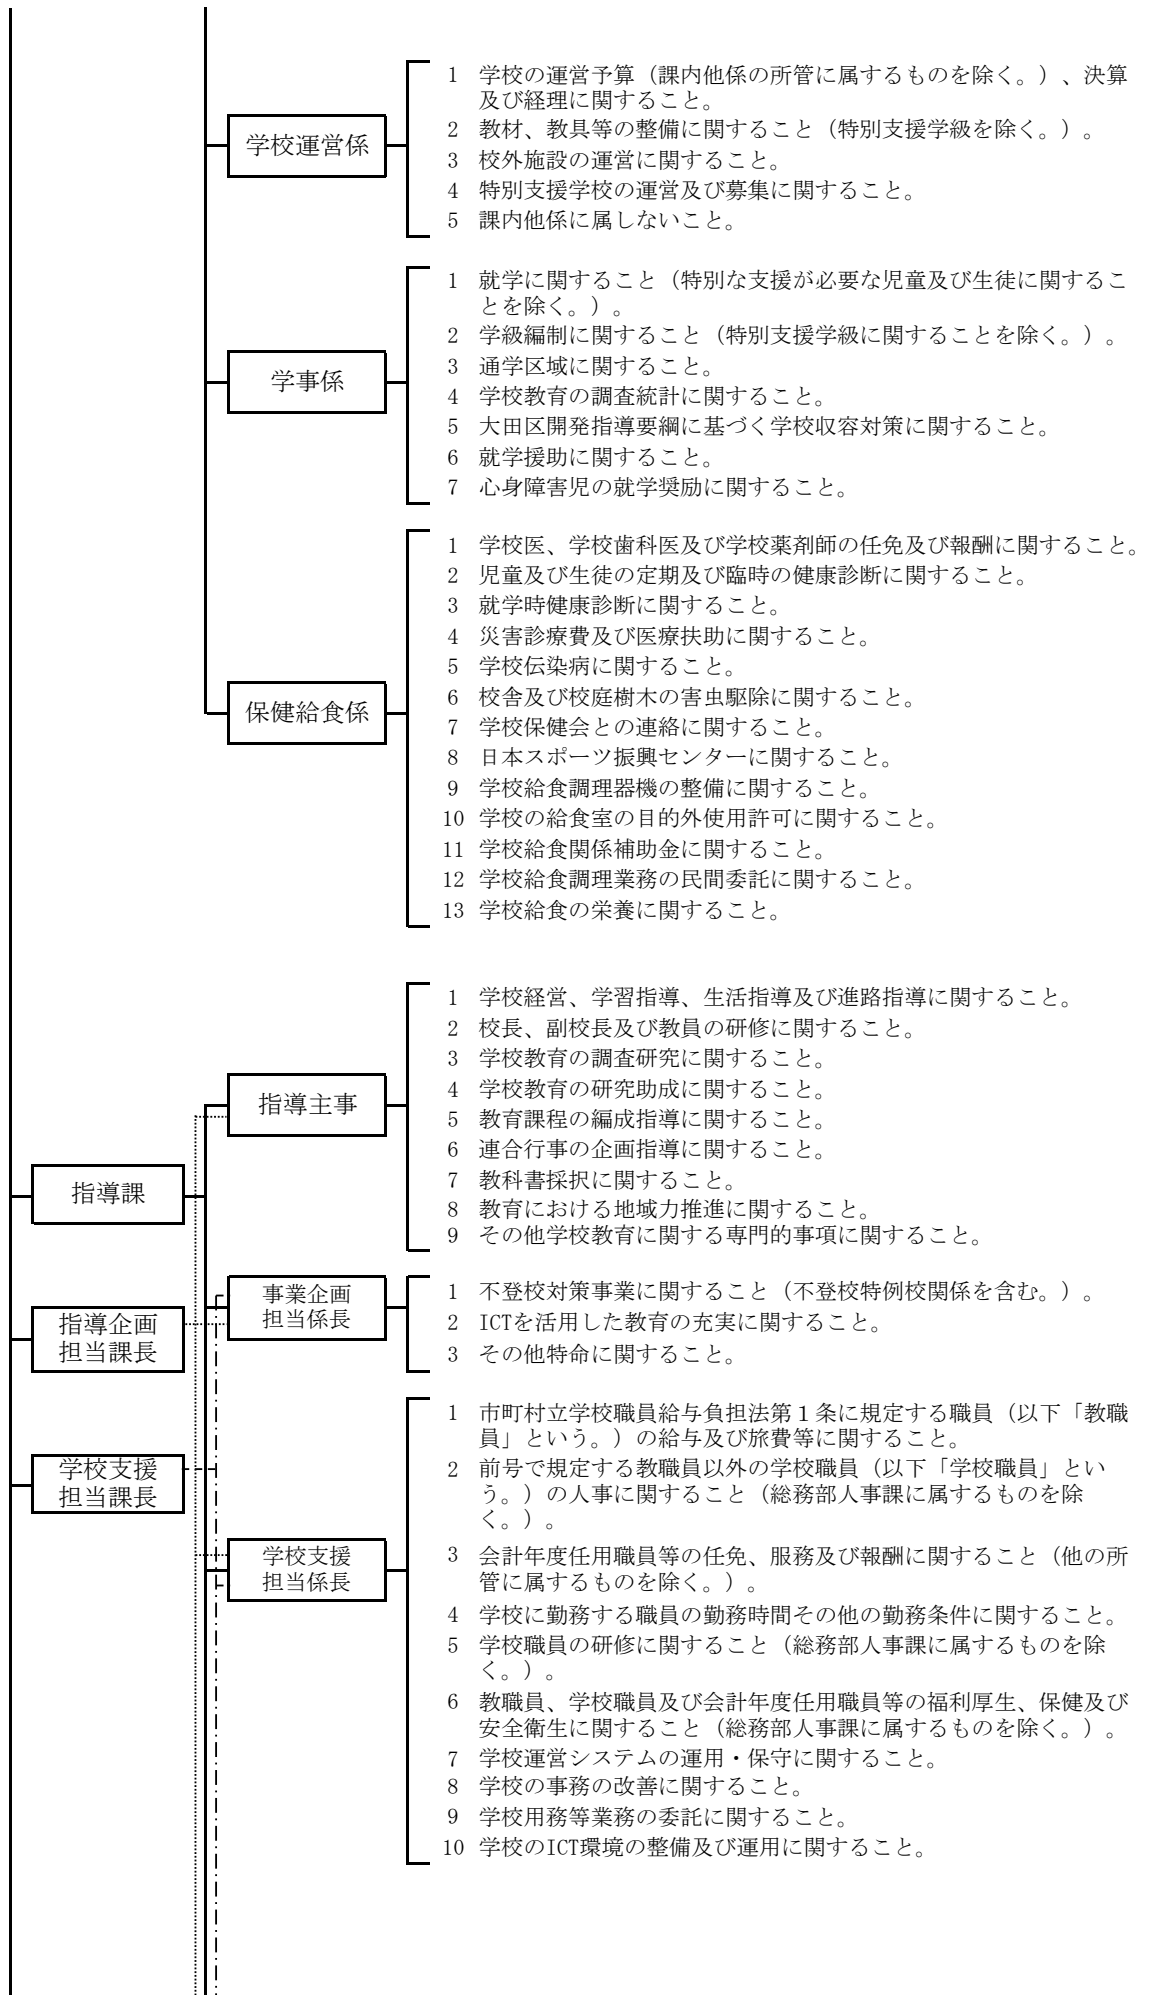 学校運営係
1 学校の運営予算（課内他係の所管に属するものを除く。）、決算
及び経理に関すること。
2 教材、教具等の整備に関すること（特別支援学級を除く。）。
3 校外施設の運営に関すること。
4 特別支援学校の運営及び募集に関すること。
5 課内他係に属しないこと。
学事係
1 就学に関すること（特別な支援が必要な児童及び生徒に関するこ
とを除く。）。
2 学級編制に関すること（特別支援学級に関することを除く。）。
3 通学区域に関すること。
4 学校教育の調査統計に関すること。
5 大田区開発指導要綱に基づく学校収容対策に関すること。
6 就学援助に関すること。
7 心身障害児の就学奨励に関すること。
保健給食係
1 学校医、学校歯科医及び学校薬剤師の任免及び報酬に関すること。
2 児童及び生徒の定期及び臨時の健康診断に関すること。
3 就学時健康診断に関すること。
4 災害診療費及び医療扶助に関すること。
5 学校伝染病に関すること。
6 校舎及び校庭樹木の害虫駆除に関すること。
7 学校保健会との連絡に関すること。
8 日本スポーツ振興センターに関すること。
9 学校給食調理器機の整備に関すること。
10 学校の給食室の目的外使用許可に関すること。
11 学校給食関係補助金に関すること。
12 学校給食調理業務の民間委託に関すること。
13 学校給食の栄養に関すること。
指導課
指導主事
1 学校経営、学習指導、生活指導及び進路指導に関すること。
2 校長、副校長及び教員の研修に関すること。
3 学校教育の調査研究に関すること。
4 学校教育の研究助成に関すること。
5 教育課程の編成指導に関すること。
6 連合行事の企画指導に関すること。
7 教科書採択に関すること。
8 教育における地域力推進に関すること。
9 その他学校教育に関する専門的事項に関すること。
指導企画
担当課長
事業企画
担当係長
1 不登校対策事業に関すること（不登校特例校関係を含む。）。
2 ICTを活用した教育の充実に関すること。
3 その他特命に関すること。
学校支援
担当課長
学校支援
担当係長
1 市町村立学校職員給与負担法第１条に規定する職員（以下「教職
員」という。）の給与及び旅費等に関すること。
2 前号で規定する教職員以外の学校職員（以下「学校職員」とい
う。）の人事に関すること（総務部人事課に属するものを除
く。）。
3 会計年度任用職員等の任免、服務及び報酬に関すること（他の所
管に属するものを除く。）。
4 学校に勤務する職員の勤務時間その他の勤務条件に関すること。
5 学校職員の研修に関すること（総務部人事課に属するものを除
く。）。
6 教職員、学校職員及び会計年度任用職員等の福利厚生、保健及び
安全衛生に関すること（総務部人事課に属するものを除く。）。
7 学校運営システムの運用・保守に関すること。
8 学校の事務の改善に関すること。
9 学校用務等業務の委託に関すること。
10 学校のICT環境の整備及び運用に関すること。